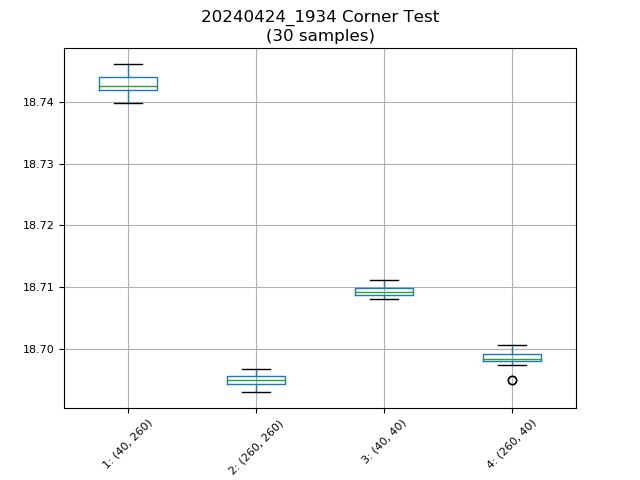 20240424_1934 Corner Test
(30 samples)
18.74
18.73
18.72
18.71
18.70
1: (40, 260)
2: (260, 260)
3: (40, 40)
4: (260, 40)